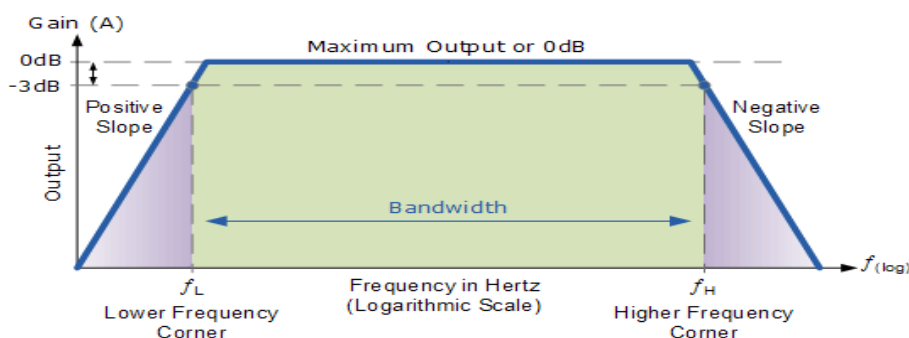 Gain (A)
Maximum Output or 0dB
0dB
-3dB
Positive
Slope
Negative
Slope
Output
Bandwidth
fL
Frequency in Hertz
(Logarithmic Scale)
fH
f(log)
Lower Frequency
Corner
Higher Frequency
Corner